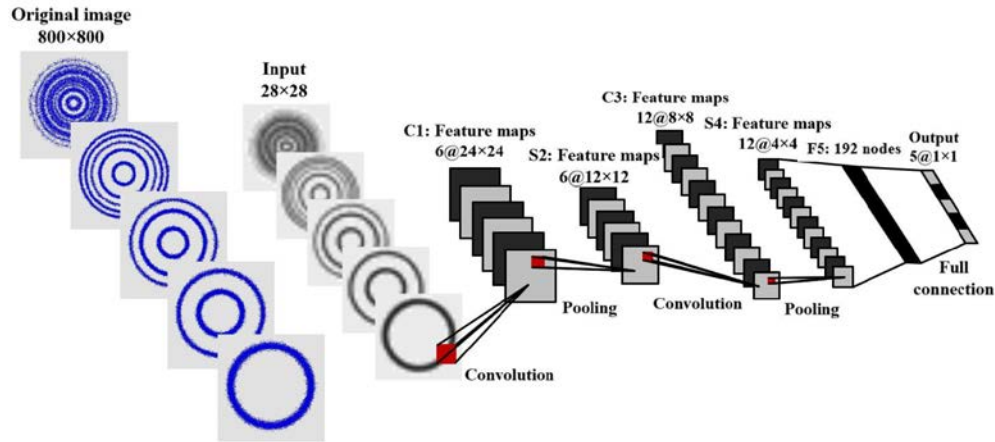 Original image
800×800
Input
28×28
C1: Feature maps
6@24×24
S2: Feature maps
6@12×12
C3: Feature maps
12@8×8
S4: Feature maps
12@4×4
F5: 192 nodes
Output
5@1×1
Convolution
Pooling
Convolution
Pooling
Full
connection